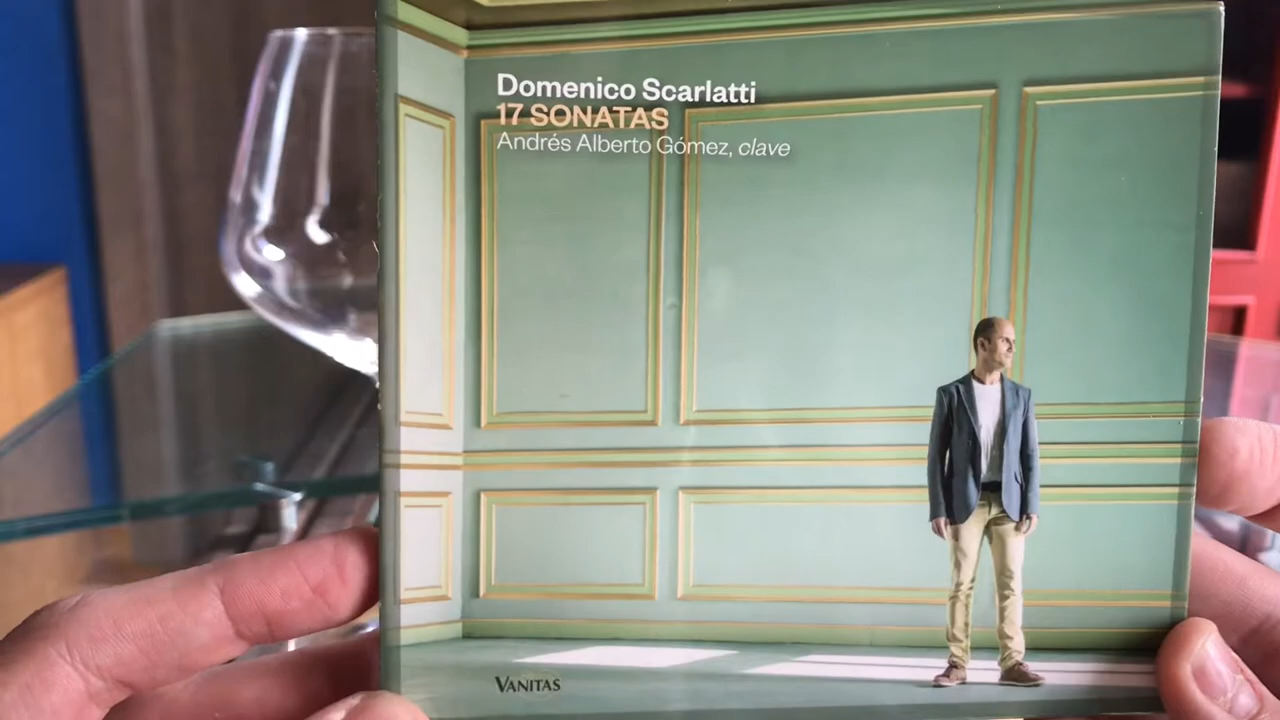 Domenico Scarlatti
17 SONATAS
Andrés Alberto Gómez, clave
VANITAS